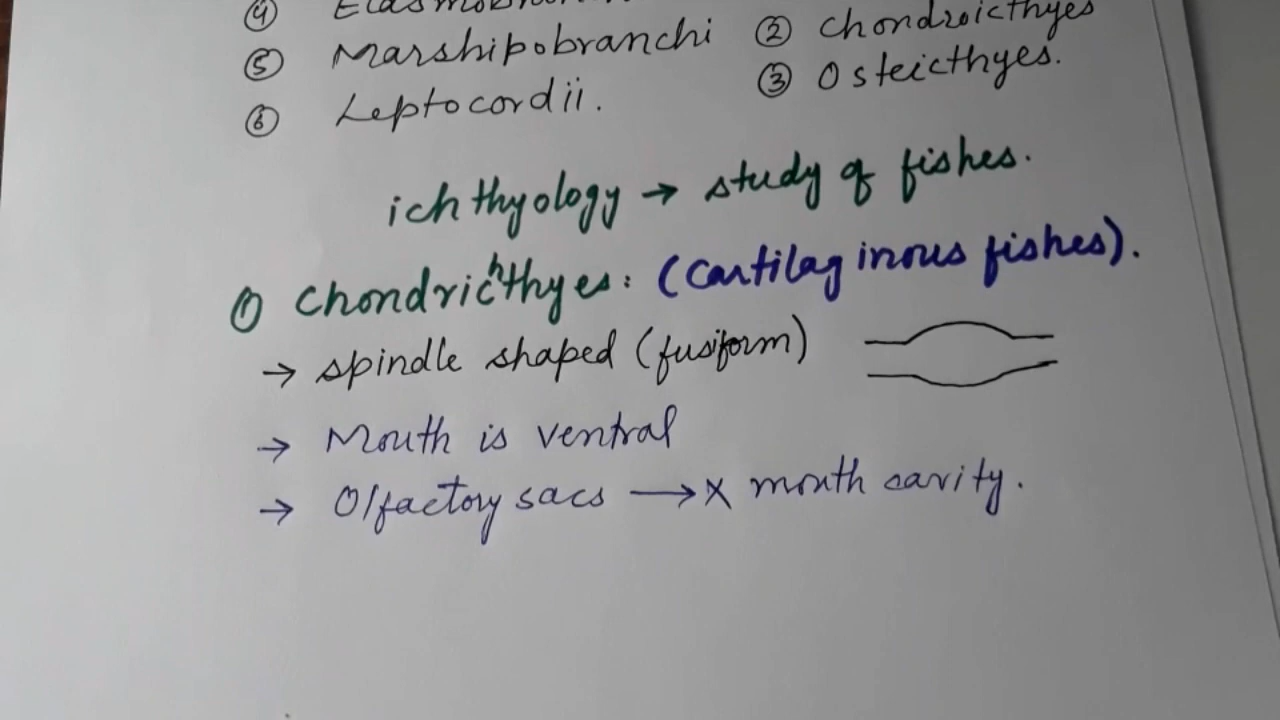 ④
⑤ Marshipobranchi ② Chondroicthyes
⑥ Leptocordii. ③ Osteicthyes.
ichthyology → study of fishes.
① Chondrichthyes: (Cartilaginous fishes).
→ spindle shaped (fusiform)
→ Mouth is ventral
→ Olfactory sacs → x mouth cavity.